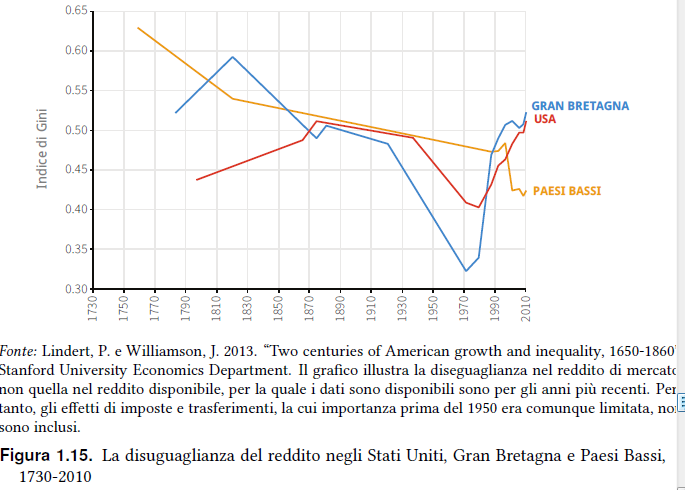 0.65
0.60
0.55
0.50
0.45
0.40
0.35
0.30
Indice di Gini
GRAN BRETAGNA
USA
PAESI BASSI
1730
1750
1770
1790
1810
1830
1850
1870
1890
1910
1930
1950
1970
1990
2010
Fonte: Lindert, P. e Williamson, J. 2013. “Two centuries of American growth and inequality, 1650-1860”
Stanford University Economics Department. Il grafico illustra la diseguaglianza nel reddito di mercato
non quella nel reddito disponibile, per la quale i dati sono disponibili sono per gli anni più recenti. Per
tanto, gli effetti di imposte e trasferimenti, la cui importanza prima del 1950 era comunque limitata, no
sono inclusi.
Figura 1.15. La disuguaglianza del reddito negli Stati Uniti, Gran Bretagna e Paesi Bassi,
1730-2010